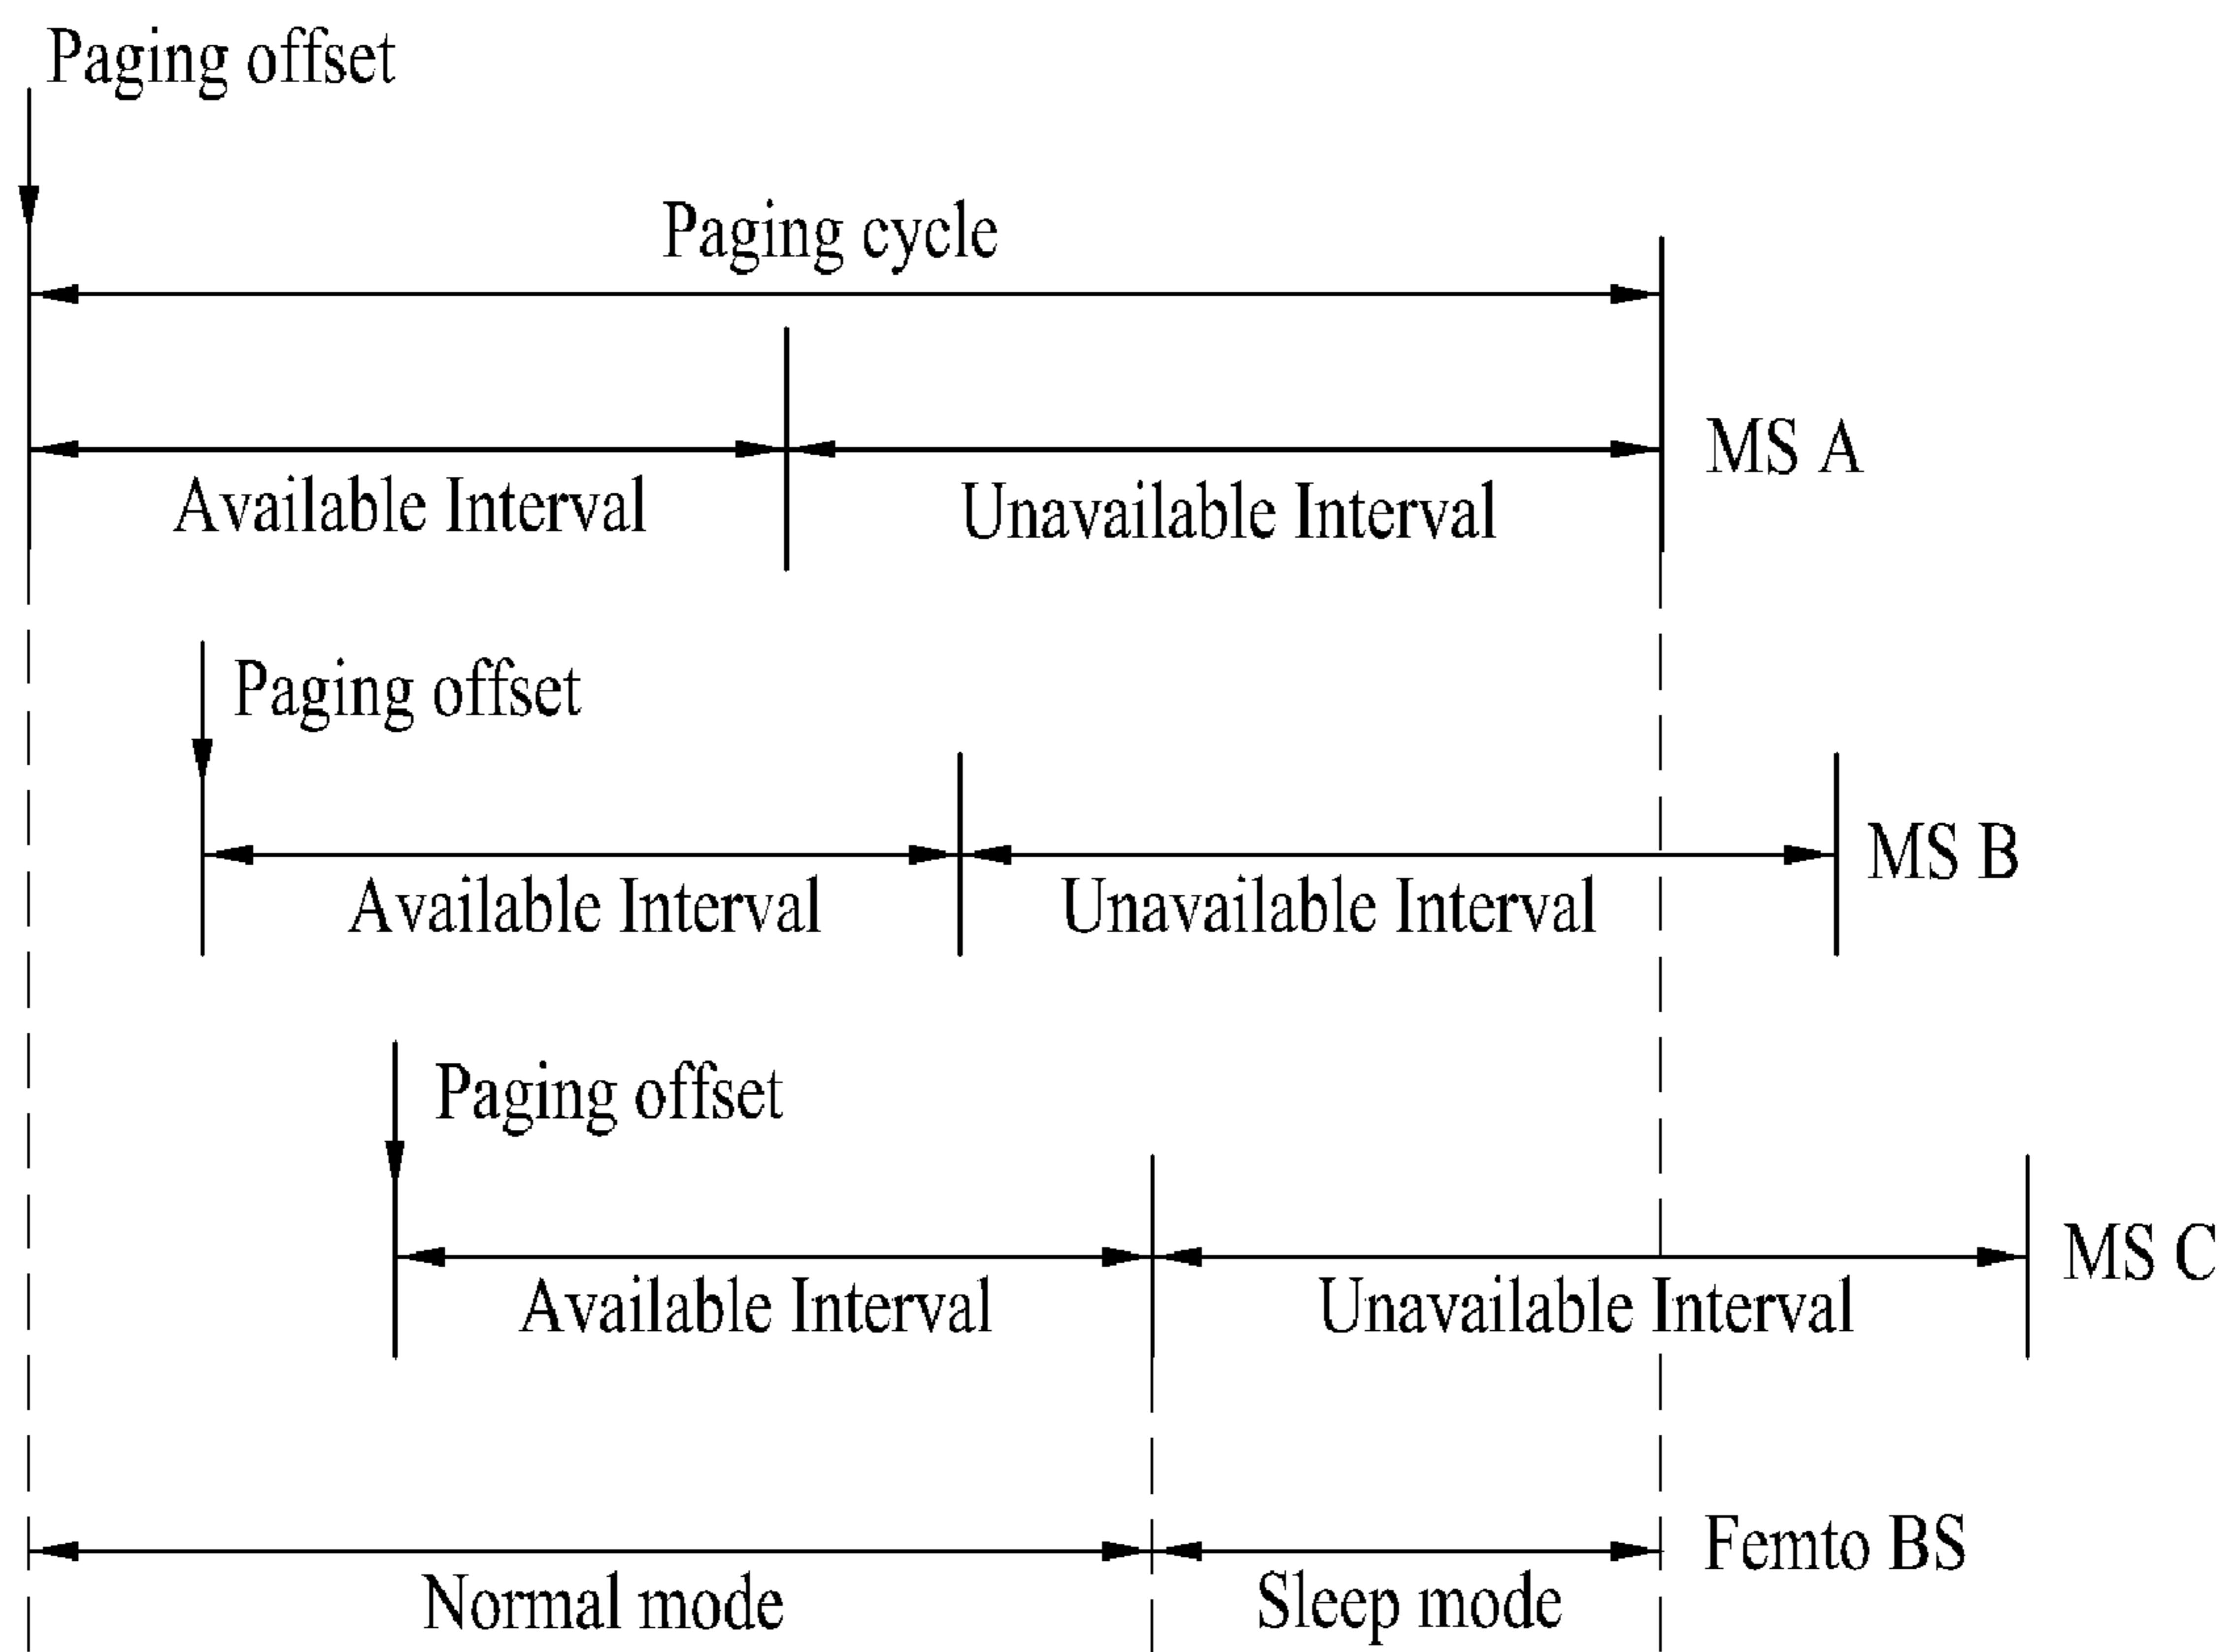 Paging offset
Paging cycle
MS A
Available Interval
Unavailable Interval
Paging offset
MS B
Available Interval
Unavailable Interval
Paging offset
MS C
Available Interval
Unavailable Interval
Femto BS
Normal mode
Sleep mode